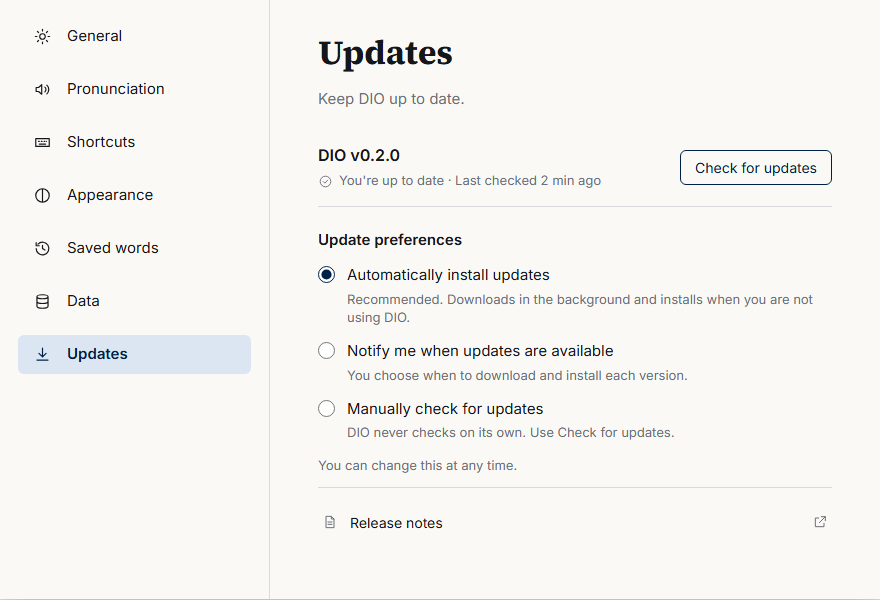 General
Pronunciation
Shortcuts
Appearance
Saved words
Data
Updates
Updates
Keep DIO up to date.
DIO v0.2.0
You're up to date · Last checked 2 min ago
Check for updates
Update preferences
Automatically install updates
Recommended. Downloads in the background and installs when you are not
using DIO.
Notify me when updates are available
You choose when to download and install each version.
Manually check for updates
DIO never checks on its own. Use Check for updates.
You can change this at any time.
Release notes